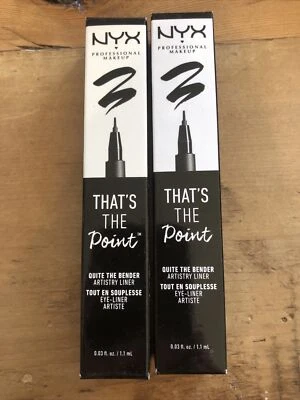 NYX
PROFESSIONAL
MAKEUP
THAT'S
THE
Point™
QUITE THE BENDER
ARTISTRY LINER
TOUT EN SOUPLESSE
EYE-LINER
ARTISTE
0.03 fl. oz. / 1.1 mL
NYX
PROFESSIONAL
MAKEUP
THAT'S
THE
Point
QUITE THE BENDER
ARTISTRY LINER
TOUT EN SOUPLESSE
EYE-LINER
ARTISTE
0.03 fl. oz. / 1.1 mL